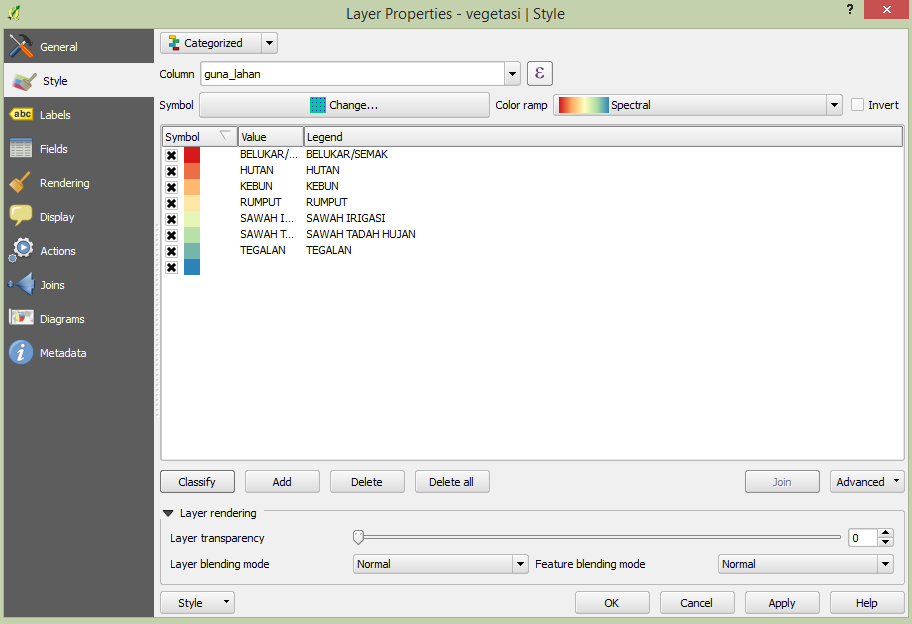 Layer Properties - vegetasi | Style
?
General
Style
abc Labels
Fields
Rendering
Display
Actions
Joins
Diagrams
i Metadata
Categorized
Column guna_lahan ε
Symbol Change... Color ramp Spectral Invert
Symbol Value Legend
BELUKAR/... BELUKAR/SEMAK
HUTAN HUTAN
KEBUN KEBUN
RUMPUT RUMPUT
SAWAH I... SAWAH IRIGASI
SAWAH T... SAWAH TADAH HUJAN
TEGALAN TEGALAN
Classify Add Delete Delete all Join Advanced
Layer rendering
Layer transparency 0
Layer blending mode Normal Feature blending mode Normal
Style OK Cancel Apply Help